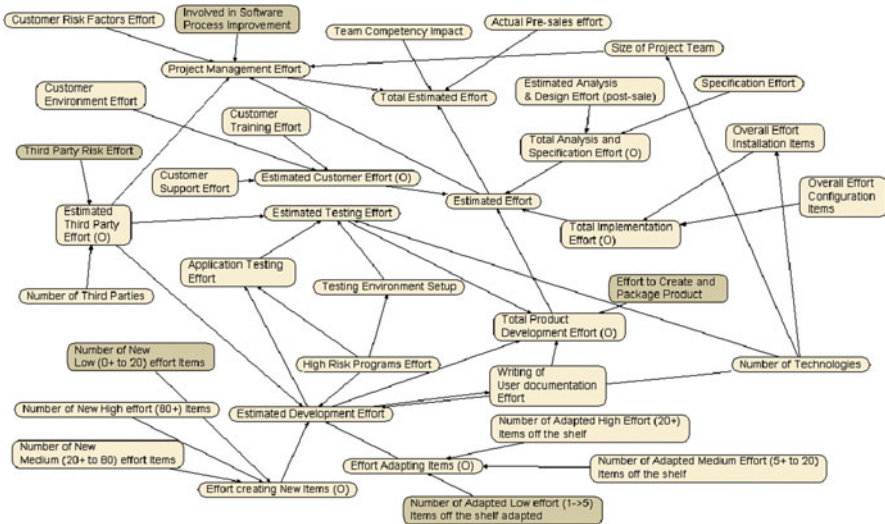 Customer Risk Factors Effort
Involved in Software
Process Improvement
Team Competency Impact
Actual Pre-sales effort
Size of Project Team
Project Management Effort
Total Estimated Effort
Estimated Analysis
& Design Effort (post-sale)
Specification Effort
Customer
Environment Effort
Customer
Training Effort
Total Analysis and
Specification Effort (O)
Overall Effort
Installation Items
Third Party Risk Effort
Customer
Support Effort
Estimated Customer Effort (O)
Estimated Effort
Overall Effort
Configuration
Items
Estimated
Third Party
Effort (O)
Estimated Testing Effort
Total Implementation
Effort (O)
Application Testing
Effort
Testing Environment Setup
Effort to Create and
Package Product
Number of Third Parties
Total Product
Development Effort (O)
Number of New
Low (0+ to 20) effort Items
High Risk Programs Effort
Number of Technologies
Writing of
User documentation
Effort
Number of New High effort (80+) Items
Estimated Development Effort
Number of Adapted High Effort (20+)
Items off the shelf
Number of New
Medium (20+ to 80) effort Items
Effort Adapting Items (O)
Number of Adapted Medium Effort (5+ to 20)
Items off the shelf
Effort creating New Items (O)
Number of Adapted Low effort (1->5)
Items off the shelf adapted